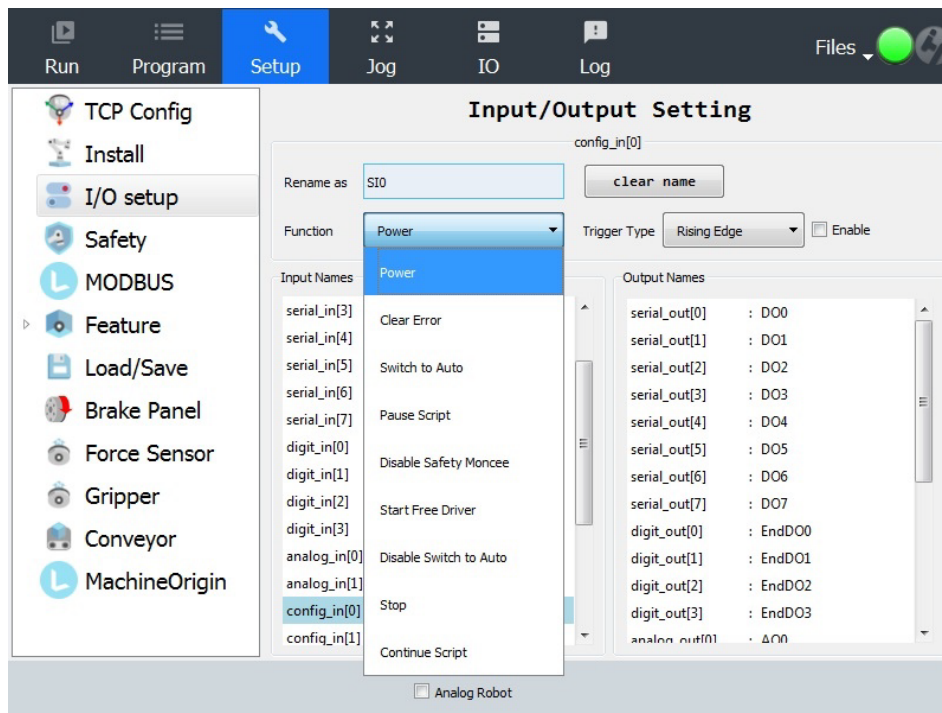 Run Program Setup Jog IO Log Files
TCP Config
Install
I/O setup
Safety
MODBUS
Feature
Load/Save
Brake Panel
Force Sensor
Gripper
Conveyor
MachineOrigin
Input/Output Setting
config_in[0]
Rename as SI0 clear name
Function Power Trigger Type Rising Edge Enable
Power
Clear Error
Switch to Auto
Pause Script
Disable Safety Moncee
Start Free Driver
Disable Switch to Auto
Stop
Continue Script
Input Names
serial_in[3]
serial_in[4]
serial_in[5]
serial_in[6]
serial_in[7]
digit_in[0]
digit_in[1]
digit_in[2]
digit_in[3]
analog_in[0]
analog_in[1]
config_in[0]
config_in[1]
Output Names
serial_out[0] : DO0
serial_out[1] : DO1
serial_out[2] : DO2
serial_out[3] : DO3
serial_out[4] : DO4
serial_out[5] : DO5
serial_out[6] : DO6
serial_out[7] : DO7
digit_out[0] : EndDO0
digit_out[1] : EndDO1
digit_out[2] : EndDO2
digit_out[3] : EndDO3
analog_out[0] : AO0
Analog Robot